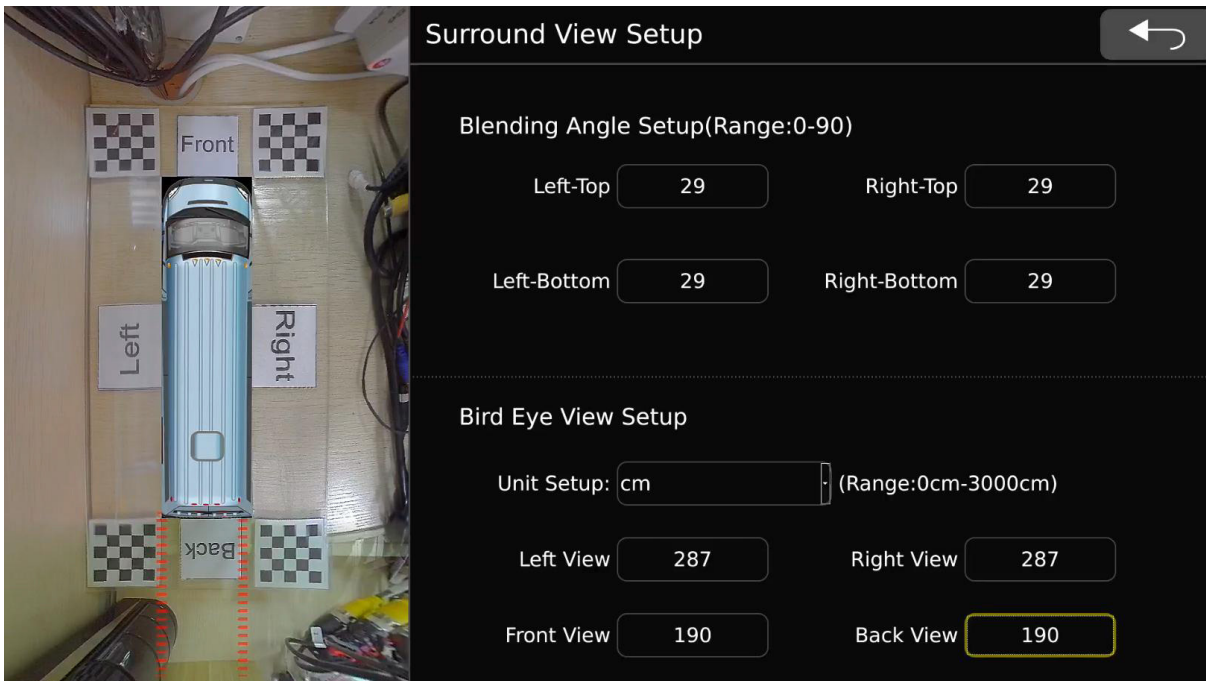 Surround View Setup
Front
Left
Right
Back
Blending Angle Setup(Range:0-90)
Left-Top 29 Right-Top 29
Left-Bottom 29 Right-Bottom 29
Bird Eye View Setup
Unit Setup: cm (Range:0cm-3000cm)
Left View 287 Right View 287
Front View 190 Back View 190